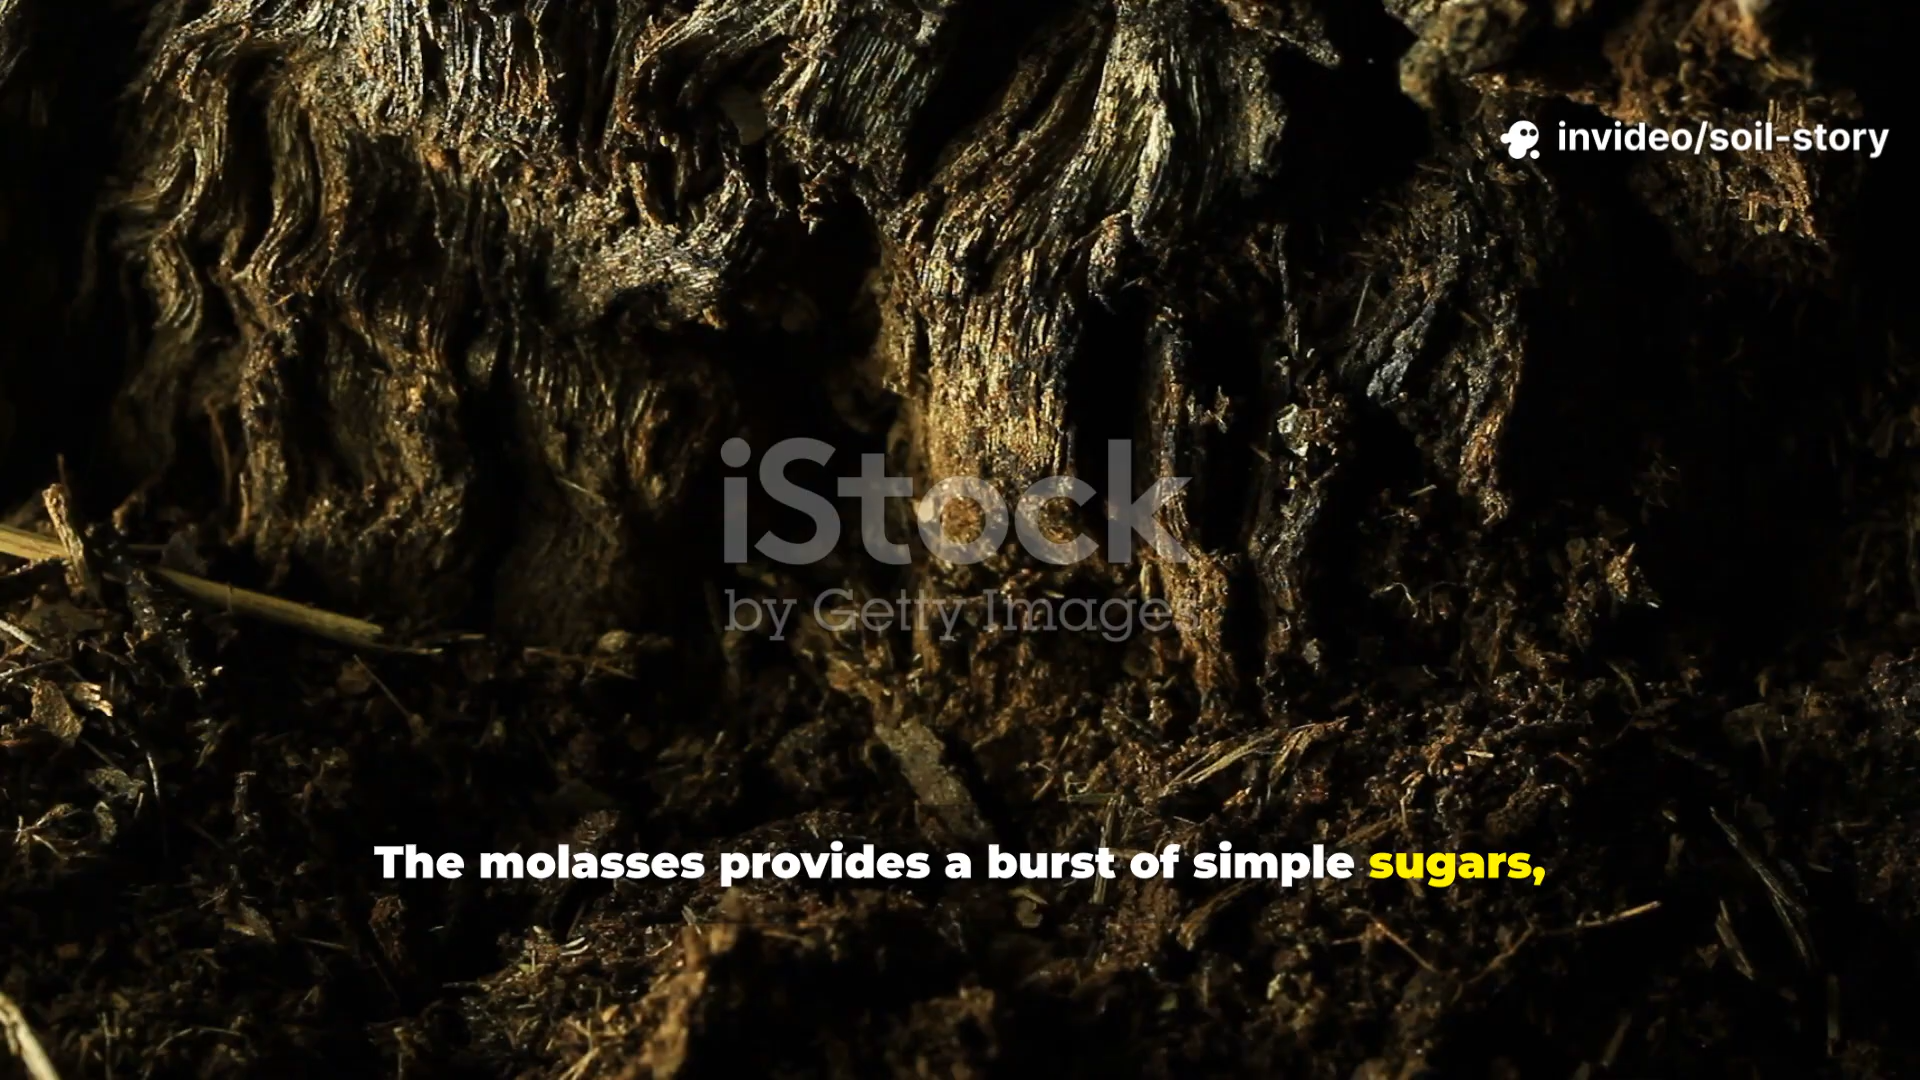 invideo/soil-story
iStock
by Getty Images
The molasses provides a burst of simple sugars,